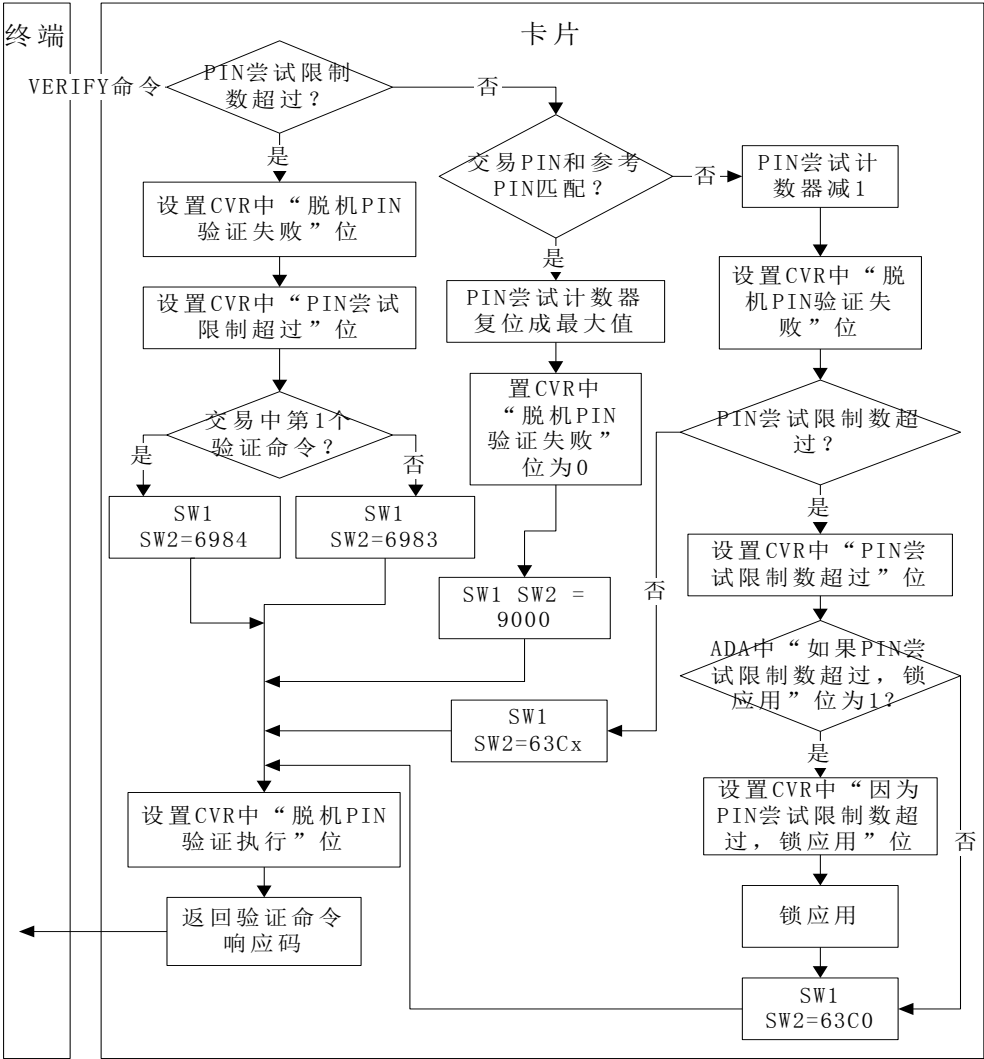 终端
卡片
VERIFY命令
PIN尝试限制
数超过？
否
是
交易PIN和参考
PIN匹配？
否
PIN尝试计
数器减1
设置CVR中“脱机PIN
验证失败”位
是
设置CVR中“脱
机PIN验证失
败”位
设置CVR中“PIN尝试
限制超过”位
PIN尝试计数器
复位成最大值
交易中第1个
验证命令？
是
否
置CVR中
“脱机PIN
验证失败”
位为0
PIN尝试限制数超
过？
是
SW1
SW2=6984
SW1
SW2=6983
设置CVR中“PIN尝
试限制数超过”位
SW1 SW2 =
9000
否
ADA中“如果PIN尝
试限制数超过，锁
应用”位为1？
SW1
SW2=63Cx
是
设置CVR中“因为
PIN尝试限制数超
过，锁应用”位
否
设置CVR中“脱机PIN
验证执行”位
返回验证命令
响应码
锁应用
SW1
SW2=63C0